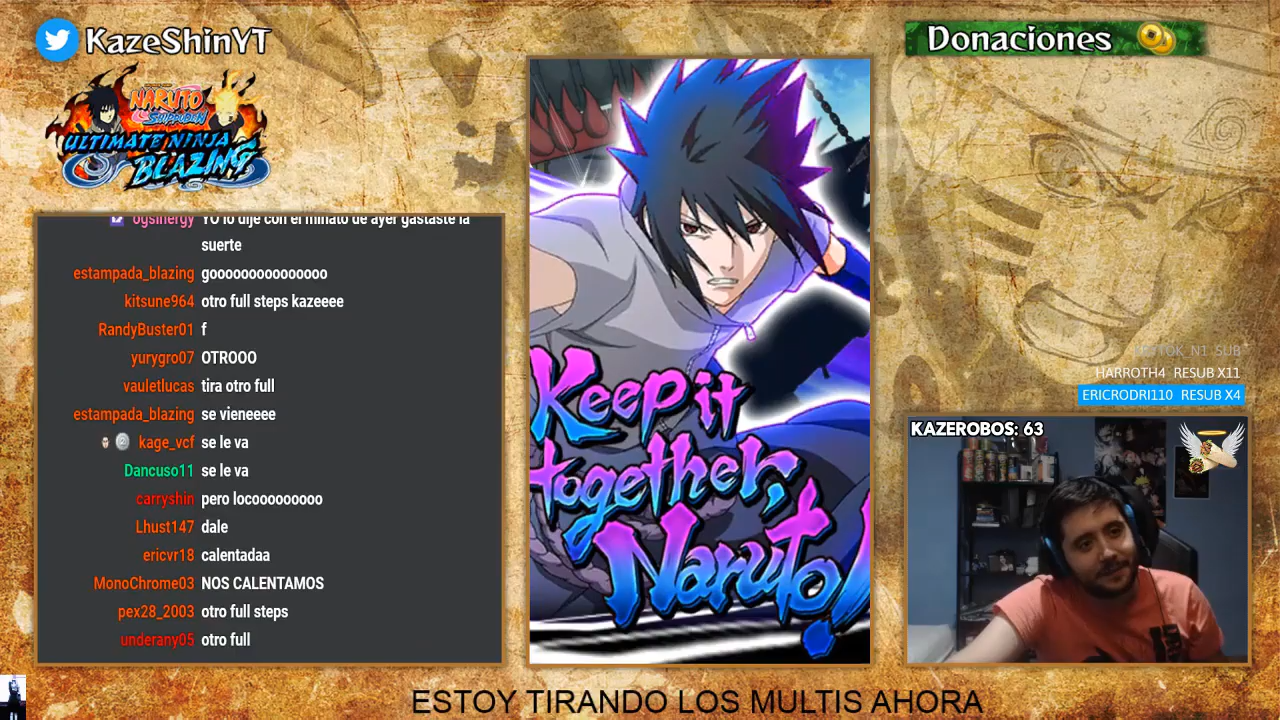 KazeShinYT
Donaciones
NARUTO
SHIPPUDEN
ULTIMATE NINJA
BLAZING
ogsinergy YO lo dije con el minato de ayer gastaste la
suerte
estampada_blazing gooooooooooooooo
kitsune964 otro full steps kazeeee
RandyBuster01 f
yurygro07 OTROOO
vauletlucas tira otro full
estampada_blazing se vieneeee
kage_vcf se le va
Dancuso11 se le va
carryshin pero locooooooooo
Lhust147 dale
ericvr18 calentadaa
MonoChrome03 NOS CALENTAMOS
pex28_2003 otro full steps
underany05 otro full
Keep it
together,
Naruto!
N1 SUB
HARROTH4 RESUB X11
ERICRODRI110 RESUB X4
KAZEROBOS: 63
ESTOY TIRANDO LOS MULTIS AHORA